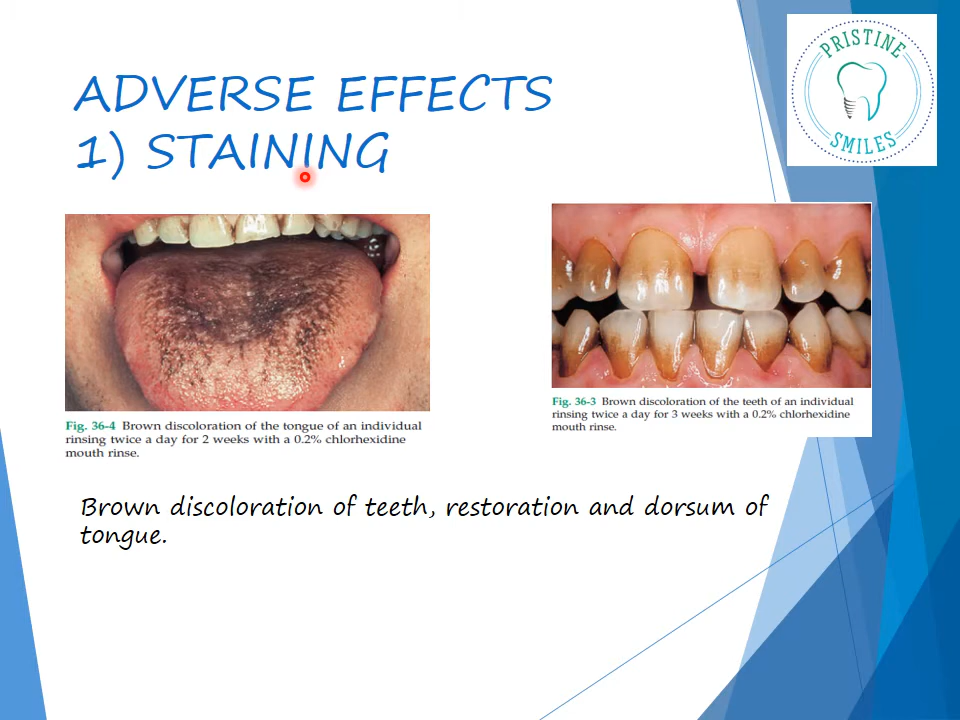 PRISTINE
SMILES
ADVERSE EFFECTS
1) STAINING
Fig. 36-4 Brown discoloration of the tongue of an individual
rinsing twice a day for 2 weeks with a 0.2% chlorhexidine
mouth rinse.
Fig. 36-3 Brown discoloration of the teeth of an individual
rinsing twice a day for 3 weeks with a 0.2% chlorhexidine
mouth rinse.
Brown discoloration of teeth, restoration and dorsum of
tongue.